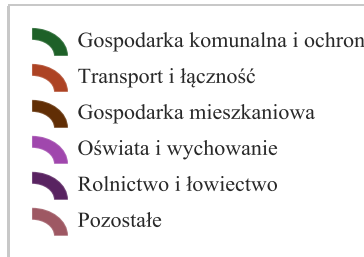 Gospodarka komunalna i ochron
Transport i łączność
Gospodarka mieszkaniowa
Oświata i wychowanie
Rolnictwo i łowiectwo
Pozostałe